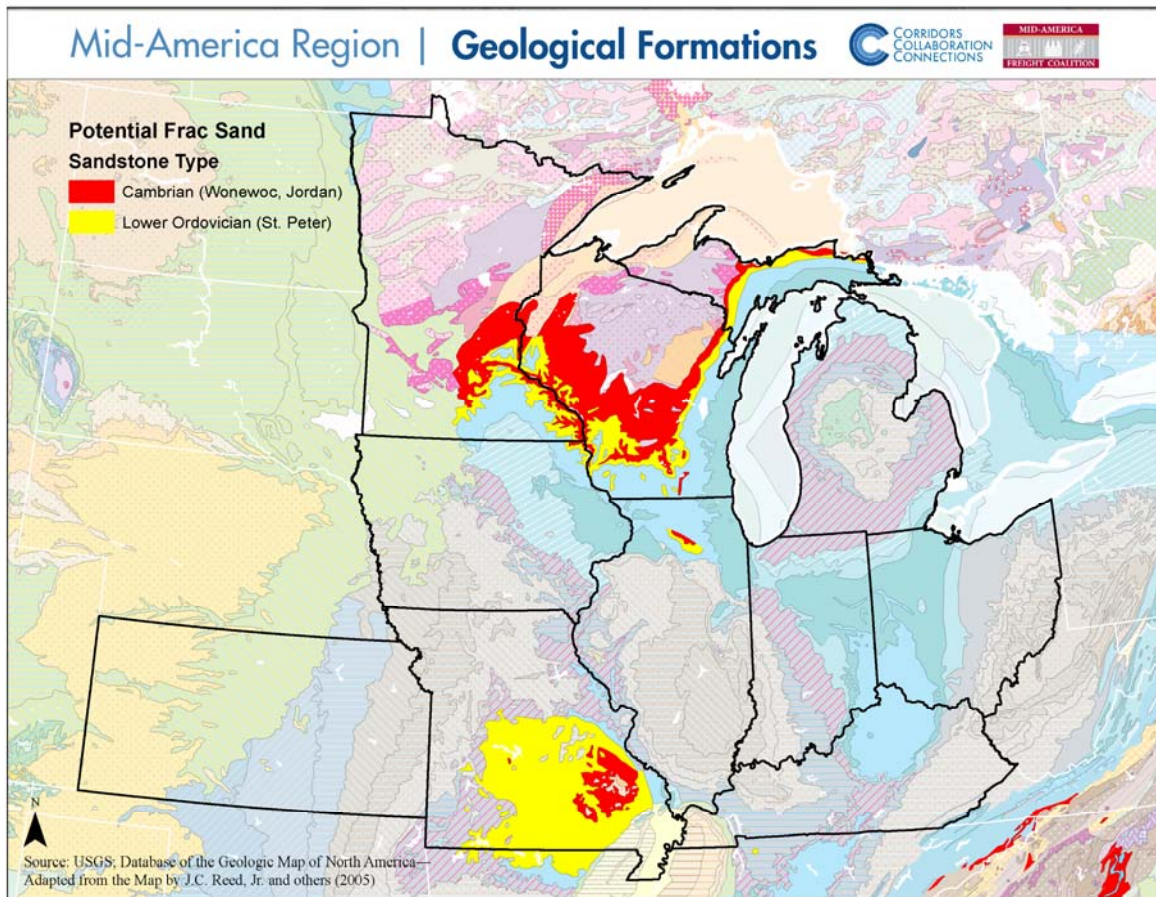 Mid-America Region | Geological Formations
CORRIDORS
COLLABORATION
CONNECTIONS
MID-AMERICA
FREIGHT COALITION
Potential Frac Sand
Sandstone Type
Cambrian (Wonewoc, Jordan)
Lower Ordovician (St. Peter)
N
Source: USGS; Database of the Geologic Map of North America—
Adapted from the Map by J.C. Reed, Jr. and others (2005)